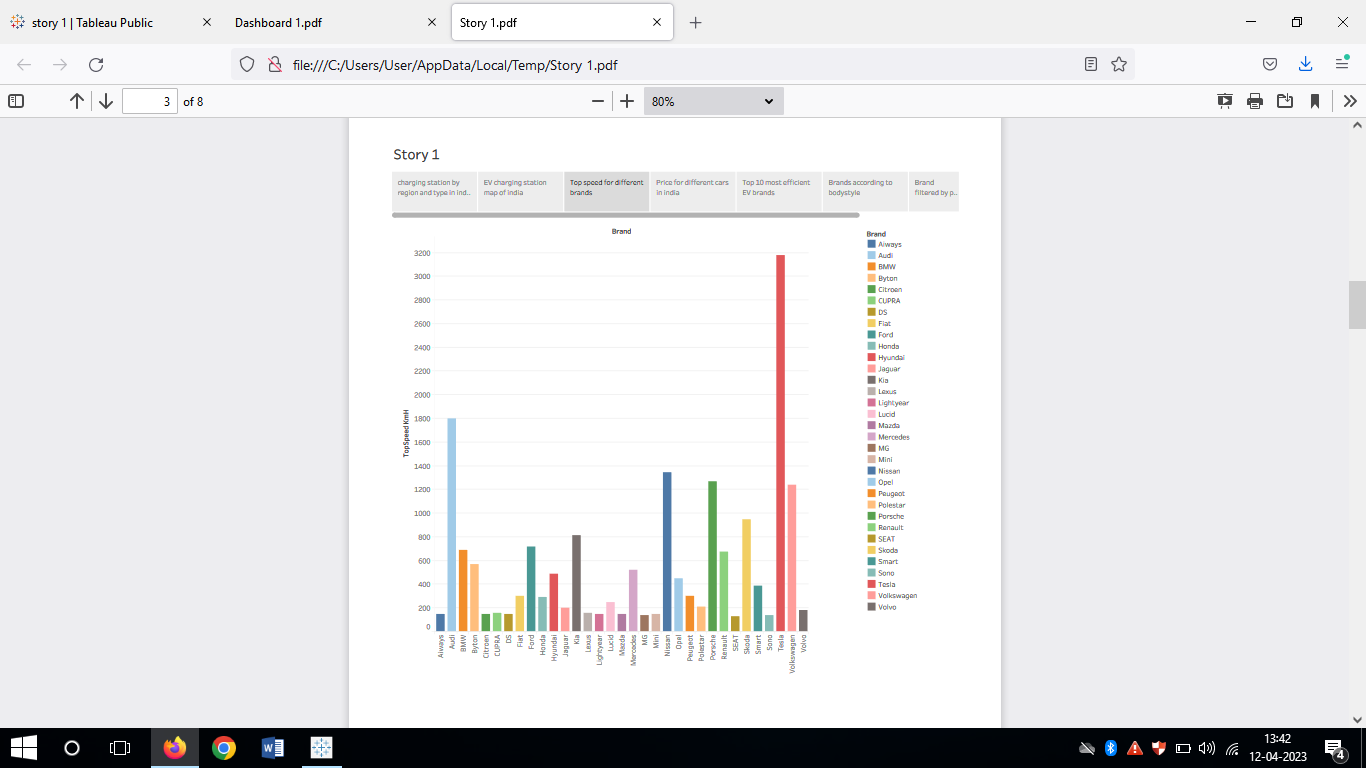 story 1 | Tableau Public
Dashboard 1.pdf
Story 1.pdf
file:///C:/Users/User/AppData/Local/Temp/Story 1.pdf
3 of 8
80%
Story 1
charging station by region and type in ind..
EV charging station map of india
Top speed for different brands
Price for different cars in india
Top 10 most efficient EV brands
Brands according to bodystyle
Brand filtered by p..
Brand
TopSpeed KmH
3200
3000
2800
2600
2400
2200
2000
1800
1600
1400
1200
1000
800
600
400
200
0
Aiways
Audi
BMW
Byton
Citroen
CUPRA
DS
Fiat
Ford
Honda
Hyundai
Jaguar
Kia
Lexus
Lightyear
Lucid
Mazda
Mercedes
MG
Mini
Nissan
Opel
Peugeot
Polestar
Porsche
Renault
SEAT
Skoda
Smart
Sono
Tesla
Volkswagen
Volvo
Brand
Aiways
Audi
BMW
Byton
Citroen
CUPRA
DS
Fiat
Ford
Honda
Hyundai
Jaguar
Kia
Lexus
Lightyear
Lucid
Mazda
Mercedes
MG
Mini
Nissan
Opel
Peugeot
Polestar
Porsche
Renault
SEAT
Skoda
Smart
Sono
Tesla
Volkswagen
Volvo
13:42
12-04-2023
4